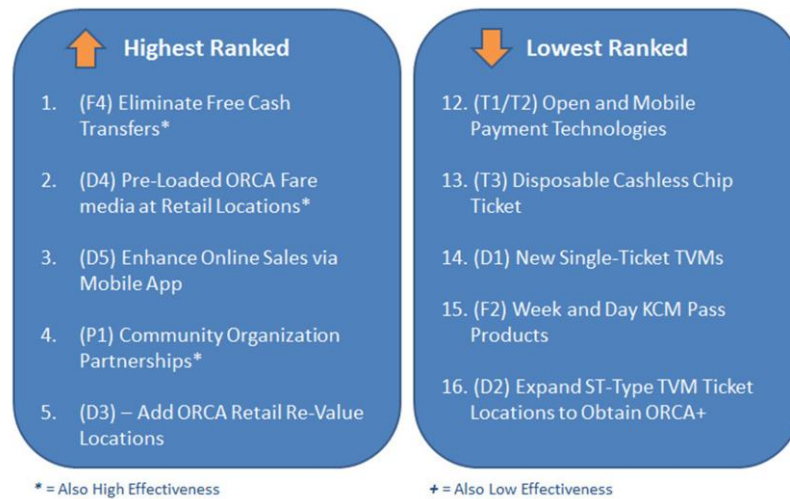 Highest Ranked
1. (F4) Eliminate Free Cash
Transfers*
2. (D4) Pre-Loaded ORCA Fare
media at Retail Locations*
3. (D5) Enhance Online Sales via
Mobile App
4. (P1) Community Organization
Partnerships*
5. (D3) – Add ORCA Retail Re-Value
Locations
* = Also High Effectiveness
Lowest Ranked
12. (T1/T2) Open and Mobile
Payment Technologies
13. (T3) Disposable Cashless Chip
Ticket
14. (D1) New Single-Ticket TVMs
15. (F2) Week and Day KCM Pass
Products
16. (D2) Expand ST-Type TVM Ticket
Locations to Obtain ORCA+
+ = Also Low Effectiveness